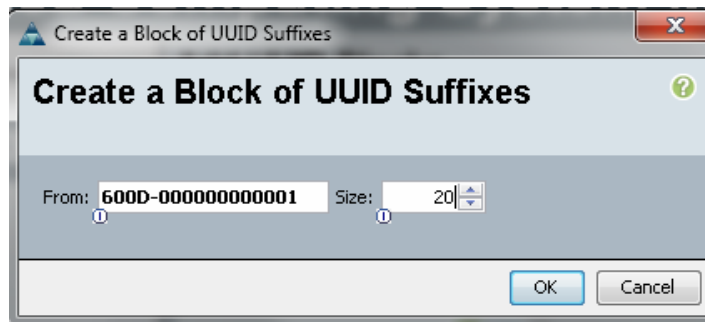 Create a Block of UUID Suffixes
Create a Block of UUID Suffixes
From: 600D-000000000001 Size: 20
OK Cancel